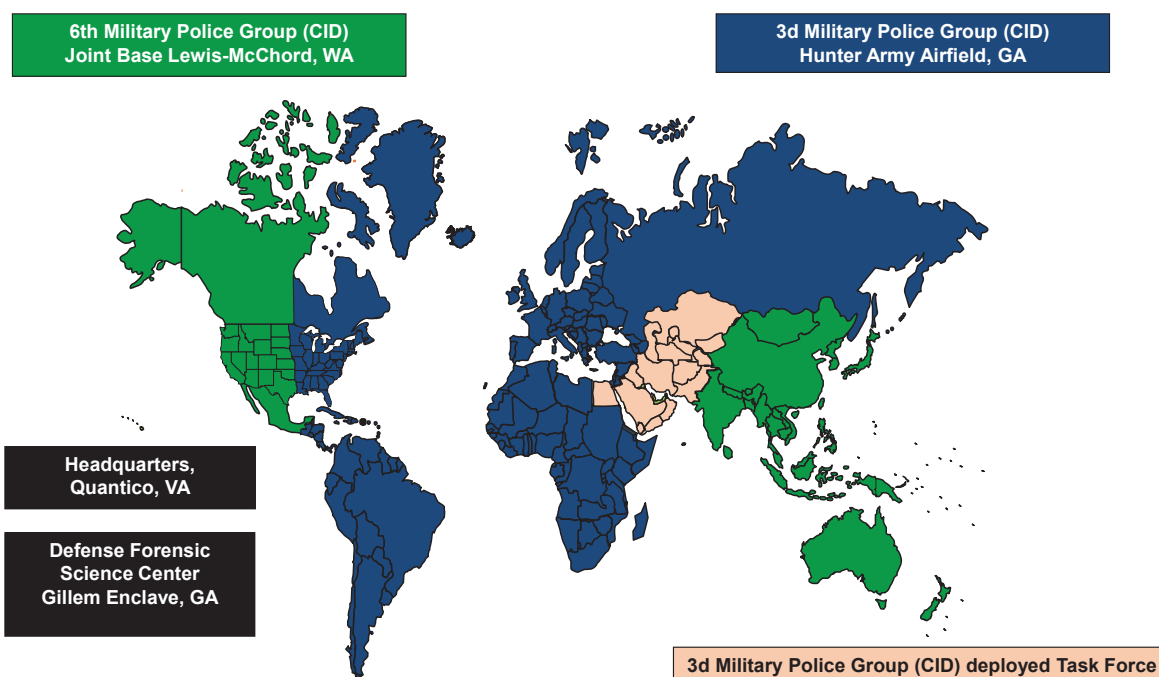 6th Military Police Group (CID)
Joint Base Lewis-McChord, WA
3d Military Police Group (CID)
Hunter Army Airfield, GA
Headquarters,
Quantico, VA
Defense Forensic
Science Center
Gillem Enclave, GA
3d Military Police Group (CID) deployed Task Force